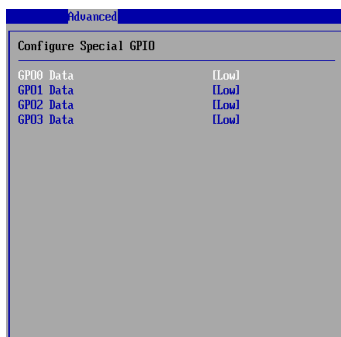 Advanced
Configure Special GPIO
GPO0 Data [Low]
GPO1 Data [Low]
GPO2 Data [Low]
GPO3 Data [Low]